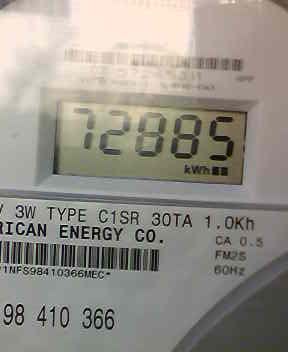 72885
kWh
V 3W TYPE C1SR 30TA 1.0Kh
RICAN ENERGY CO.
CA 0.5
FM2S
60Hz
1NFS98410366MEC*
98 410 366